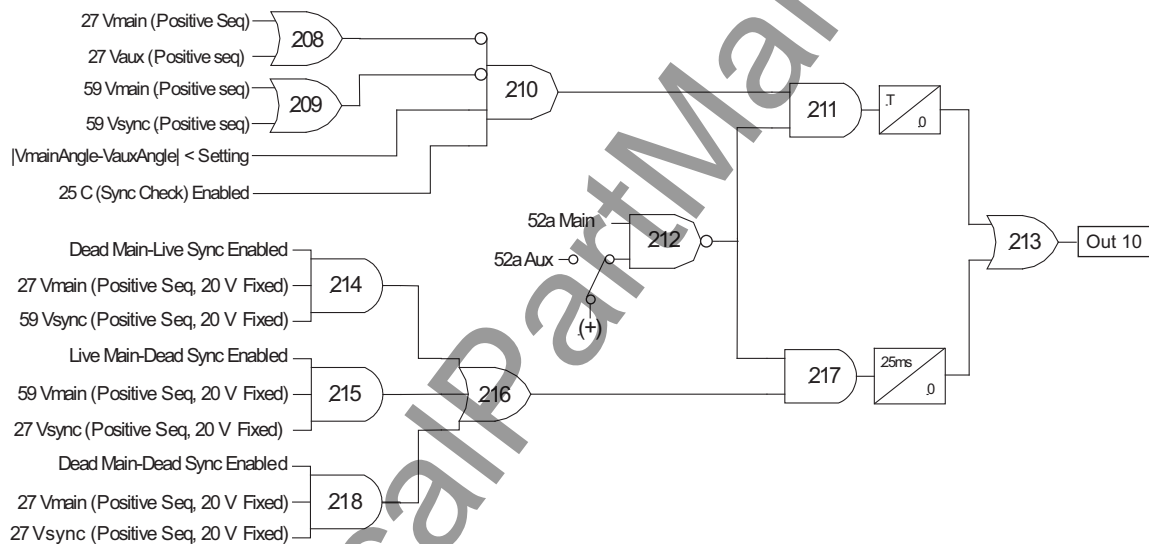 27 Vmain (Positive Seq)
27 Vaux (Positive seq)
208
59 Vmain (Positive seq)
59 Vsync (Positive seq)
209
|VmainAngle-VauxAngle| < Setting
25 C (Sync Check) Enabled
210
211
.T
0
52a Main
52a Aux
212
(+)
213
Out 10
Dead Main-Live Sync Enabled
27 Vmain (Positive Seq, 20 V Fixed)
59 Vsync (Positive Seq, 20 V Fixed)
214
Live Main-Dead Sync Enabled
59 Vmain (Positive Seq, 20 V Fixed)
27 Vsync (Positive Seq, 20 V Fixed)
215
216
217
25ms
0
Dead Main-Dead Sync Enabled
27 Vmain (Positive Seq, 20 V Fixed)
27 Vsync (Positive Seq, 20 V Fixed)
218
calPartMa